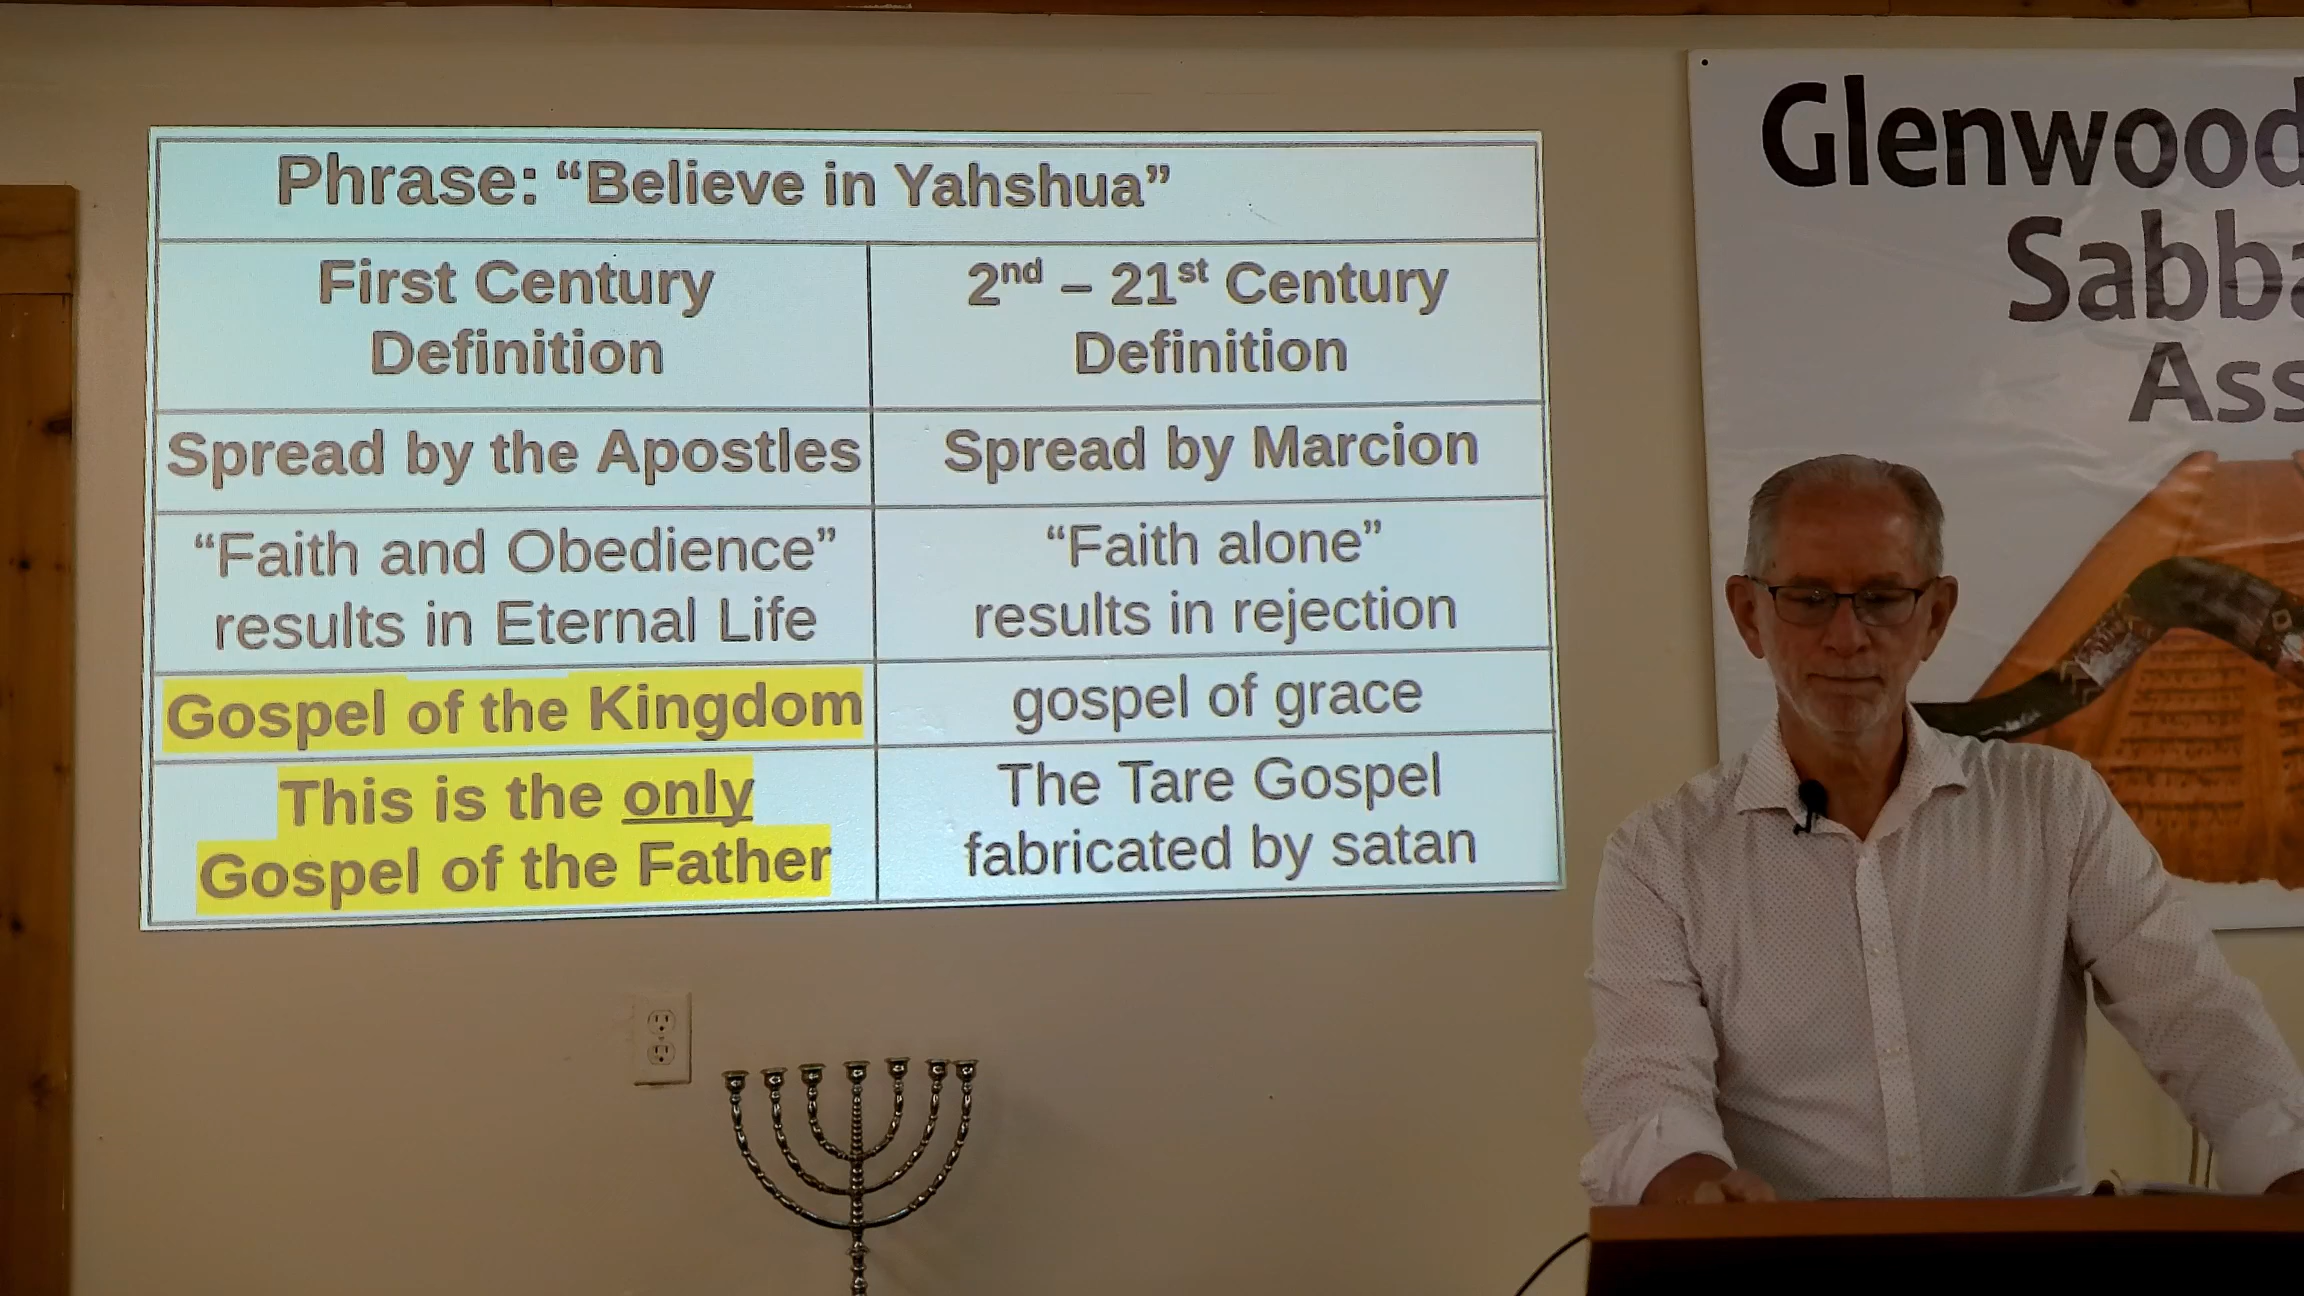 Phrase: “Believe in Yahshua”
First Century
Definition
2nd – 21st Century
Definition
Spread by the Apostles
Spread by Marcion
“Faith and Obedience”
results in Eternal Life
“Faith alone”
results in rejection
Gospel of the Kingdom
gospel of grace
This is the only
Gospel of the Father
The Tare Gospel
fabricated by satan
Glenwood
Sabba
Ass